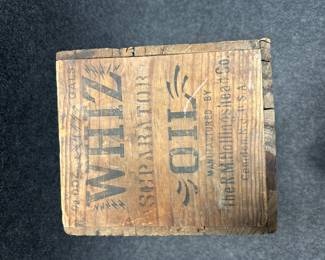 WHIZ
SEPARATOR
OIL
MANUFACTURED BY
The R.M. Hollingshead Co.
Camden, N.J. U.S.A.